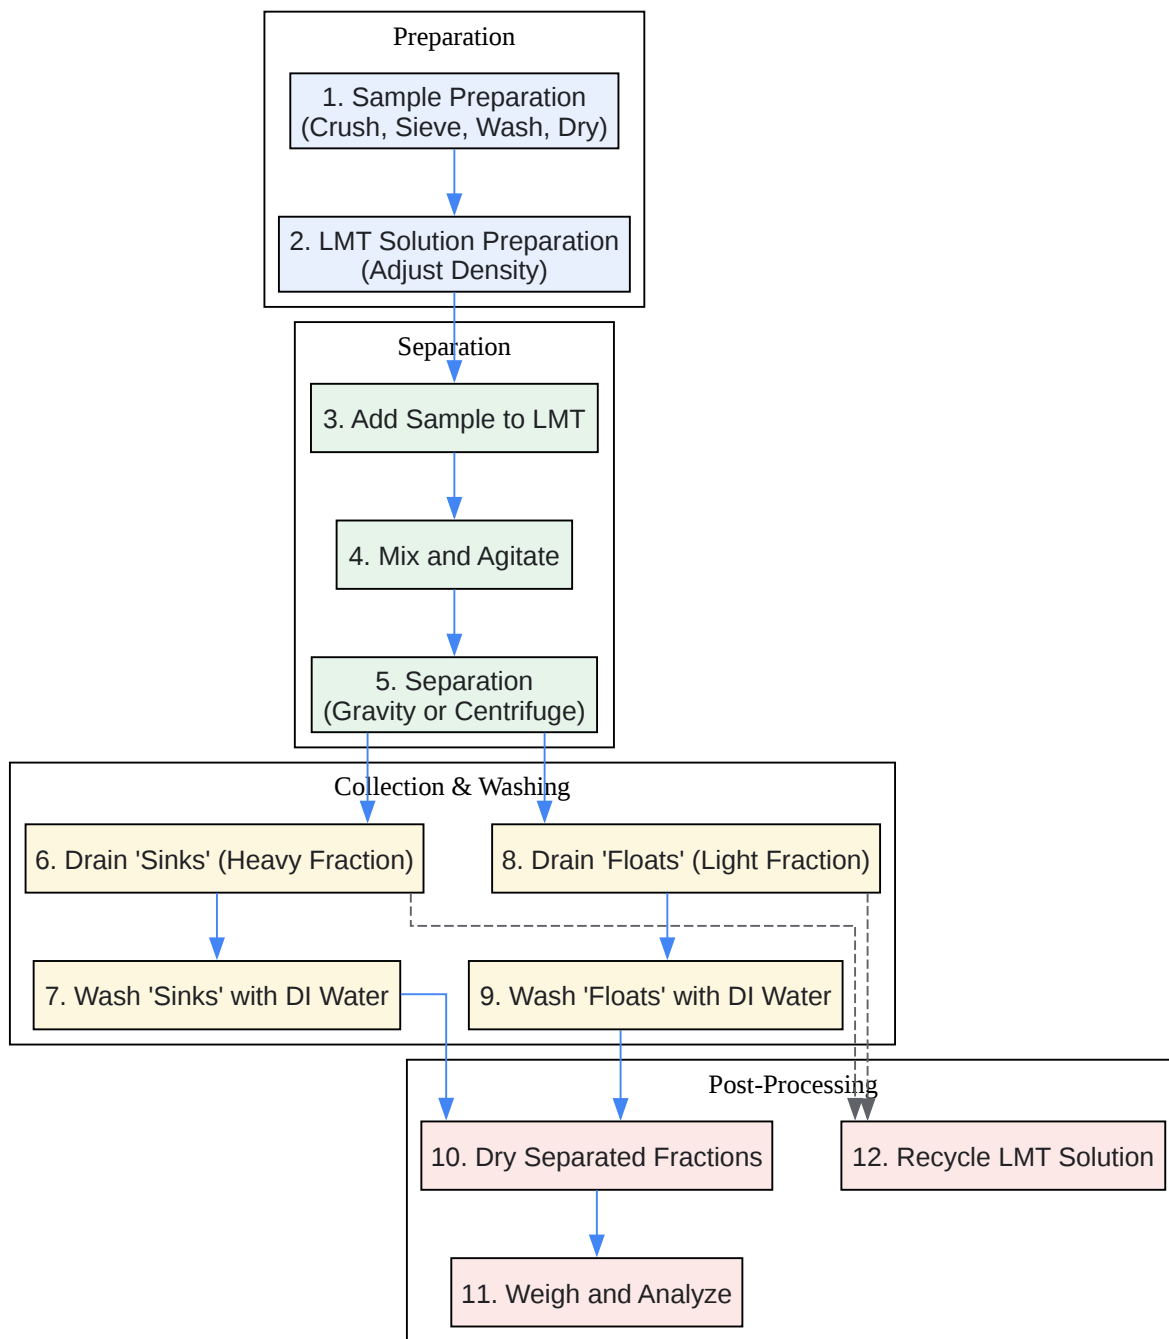 Preparation
1. Sample Preparation
(Crush, Sieve, Wash, Dry)
2. LMT Solution Preparation
(Adjust Density)
Separation
3. Add Sample to LMT
4. Mix and Agitate
5. Separation
(Gravity or Centrifuge)
Collection & Washing
6. Drain 'Sinks' (Heavy Fraction)
8. Drain 'Floats' (Light Fraction)
7. Wash 'Sinks' with DI Water
9. Wash 'Floats' with DI Water
Post-Processing
10. Dry Separated Fractions
12. Recycle LMT Solution
11. Weigh and Analyze